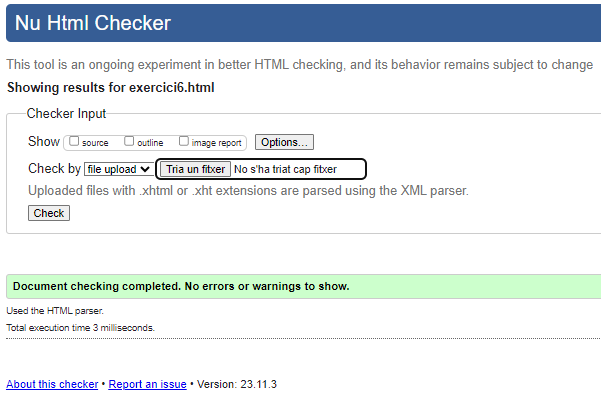 Nu Html Checker
This tool is an ongoing experiment in better HTML checking, and its behavior remains subject to change
Showing results for exercici6.html
Checker Input
Show source outline image report Options...
Check by file upload Tria un fitxer No s'ha triat cap fitxer
Uploaded files with .xhtml or .xht extensions are parsed using the XML parser.
Check
Document checking completed. No errors or warnings to show.
Used the HTML parser.
Total execution time 3 milliseconds.
About this checker • Report an issue • Version: 23.11.3